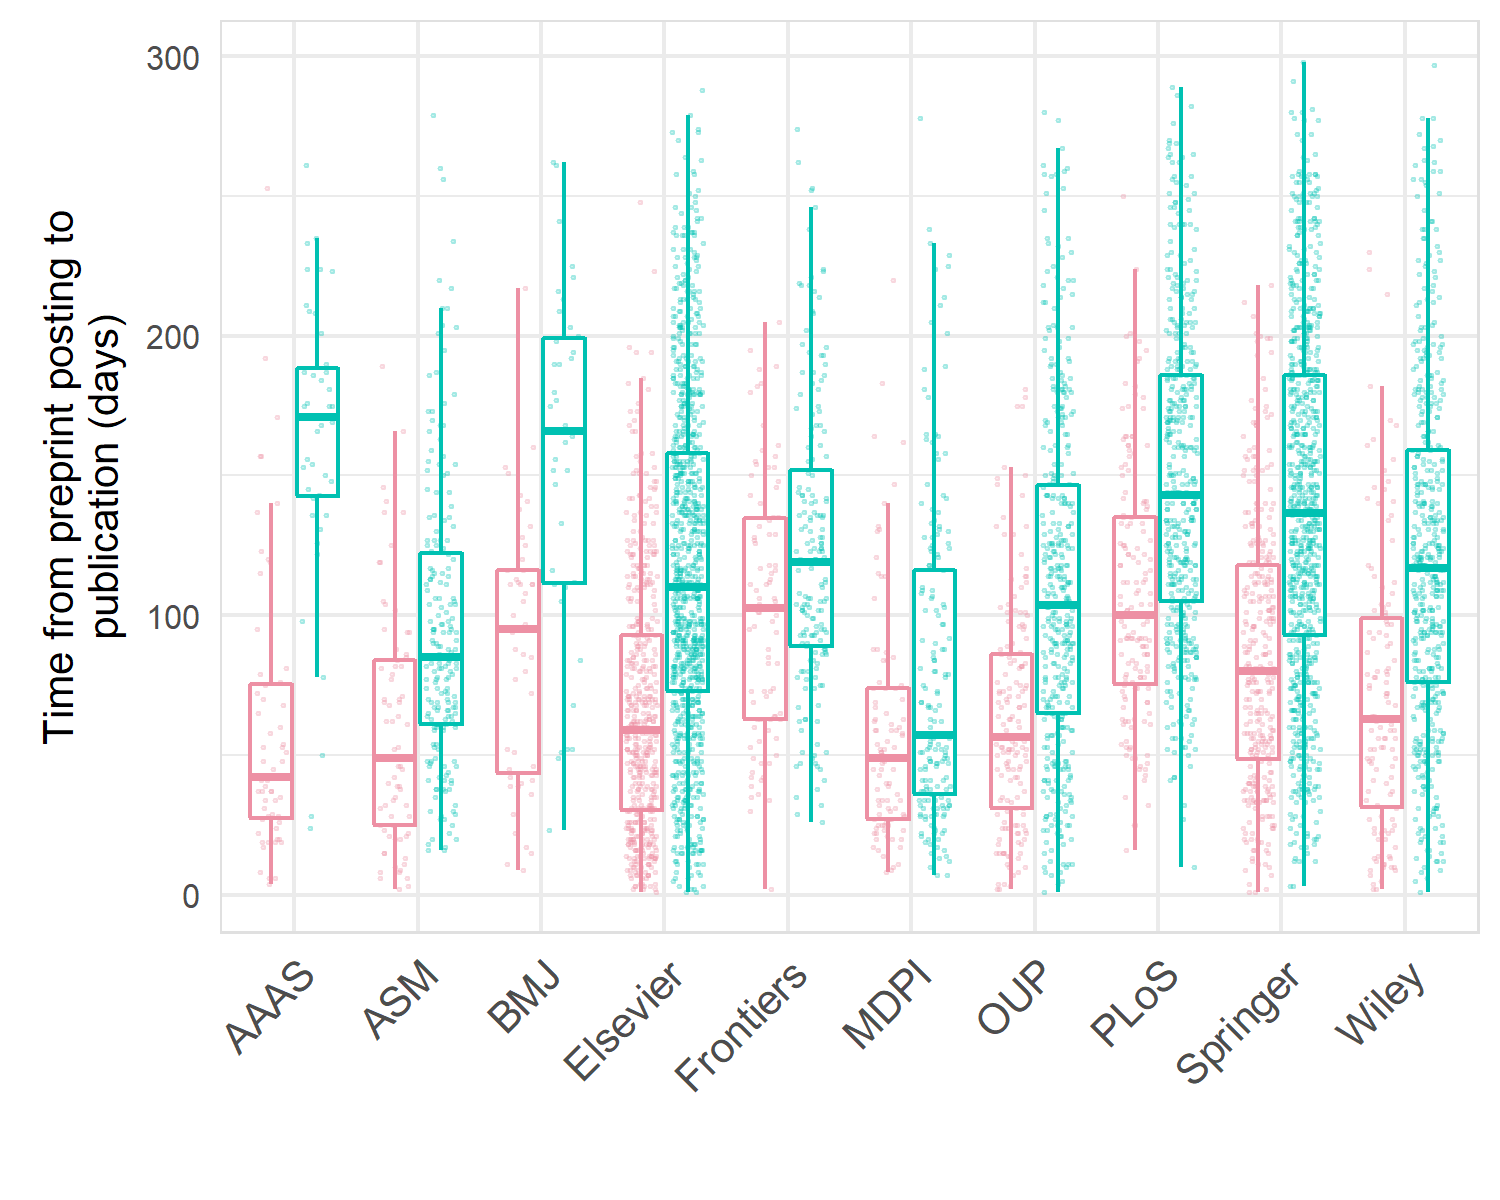 Time from preprint posting to
publication (days)
300
200
100
0
AAAS
ASM
BMJ
Elsevier
Frontiers
MDPI
OUP
PLoS
Springer
Wiley